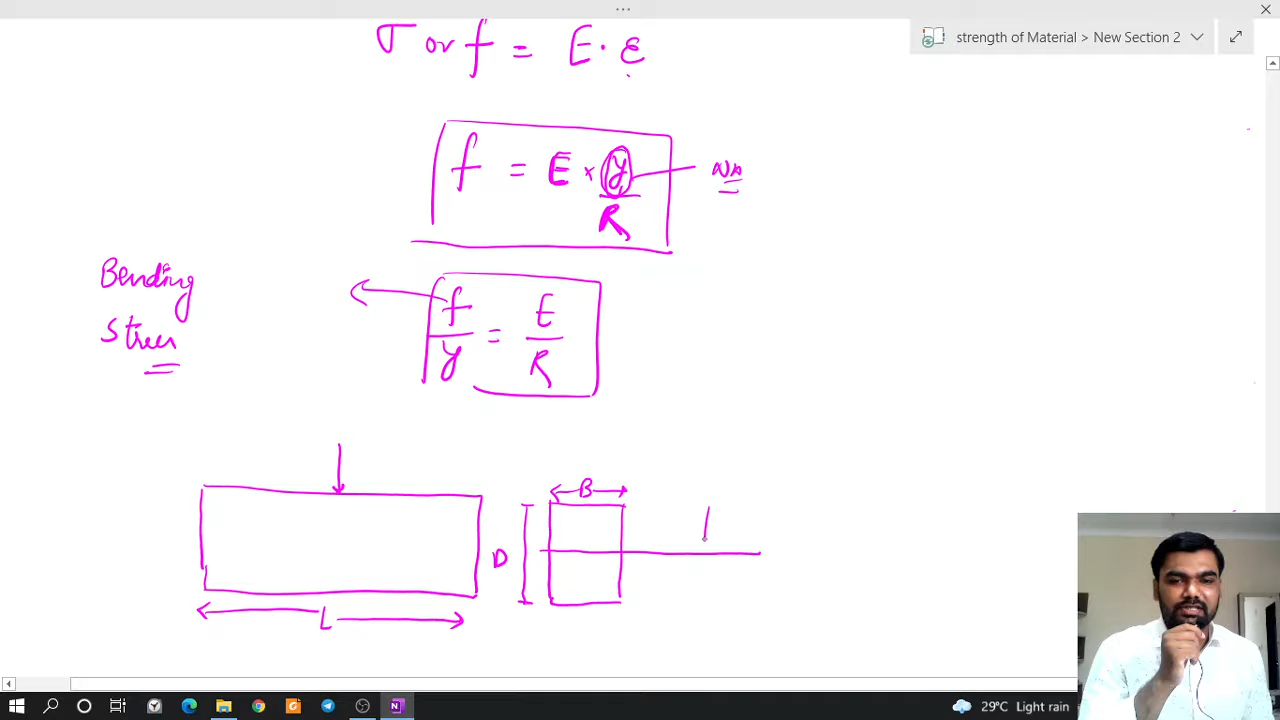 strength of Material > New Section 2
σ or f = E · ε
f = E × y/R
NA
f/y = E/R
Bending
Stress
B
D
L
29°C Light rain